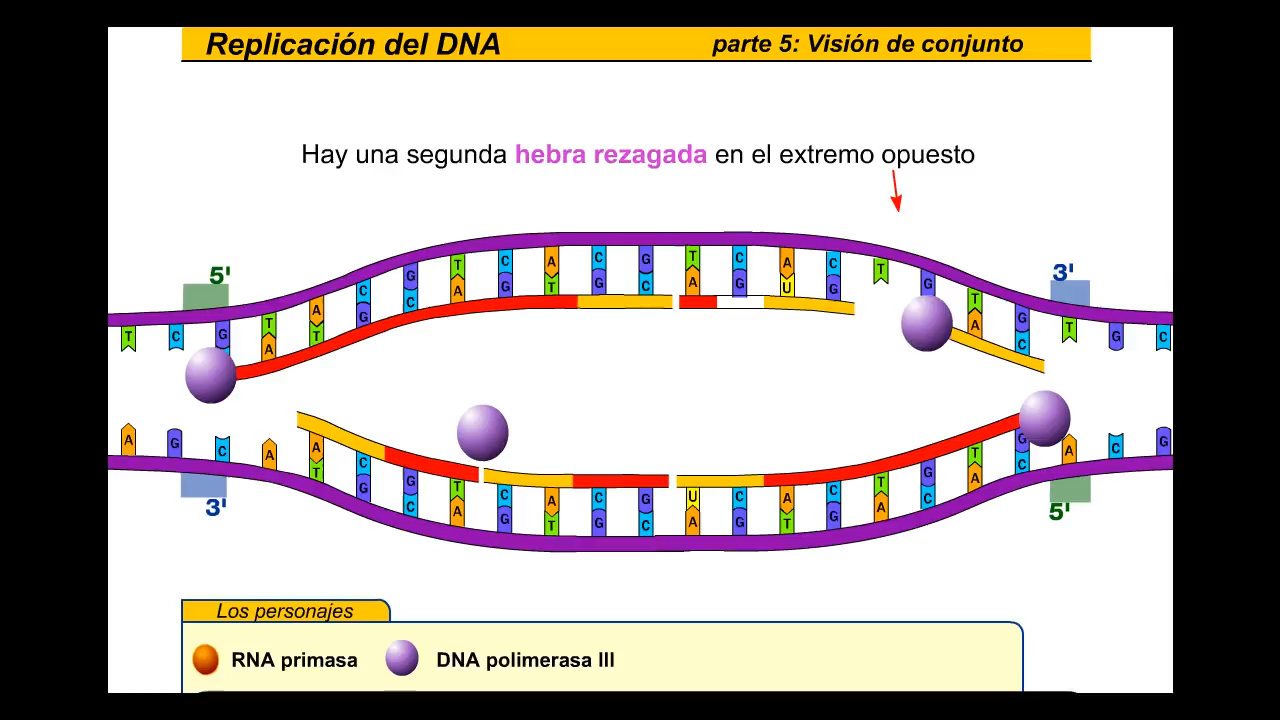 Replicación del DNA parte 5: Visión de conjunto
Hay una segunda hebra rezagada en el extremo opuesto
5' 3'
T C G T A C G T C A C G T C A C T G T G T G C
A T G C A T G C G U G A C
A G C A A C G T C A C G U C A C T G T G A C G
T G C A G T G C A G T G A C A C
3' 5'
Los personajes
RNA primasa DNA polimerasa III